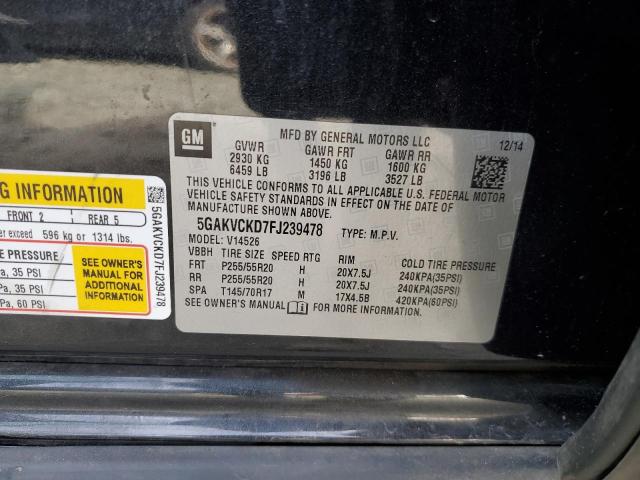 GM
MFD BY GENERAL MOTORS LLC
12/14
GVWR GAWR FRT GAWR RR
2930 KG 1450 KG 1600 KG
6459 LB 3196 LB 3527 LB
THIS VEHICLE CONFORMS TO ALL APPLICABLE U.S. FEDERAL MOTOR
VEHICLE SAFETY STANDARDS IN EFFECT ON THE DATE OF
MANUFACTURE SHOWN ABOVE.
5GAKVCKD7FJ239478 TYPE: M.P.V.
MODEL: V14526
VBBH TIRE SIZE SPEED RTG RIM COLD TIRE PRESSURE
FRT P255/55R20 H 20X7.5J 240KPA(35PSI)
RR P255/55R20 H 20X7.5J 240KPA(35PSI)
SPA T145/70R17 M 17X4.5B 420KPA(60PSI)
SEE OWNER'S MANUAL FOR MORE INFORMATION.
G INFORMATION
FRONT 2 REAR 5
er exceed 596 kg or 1314 lbs.
E PRESSURE
a, 35 PSI
a, 35 PSI
Pa, 60 PSI
SEE OWNER'S
MANUAL FOR
ADDITIONAL
INFORMATION
5GAKVCKD7FJ239478